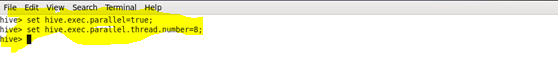 File Edit View Search Terminal Help
hive> set hive.exec.parallel=true;
hive> set hive.exec.parallel.thread.number=8;
hive>